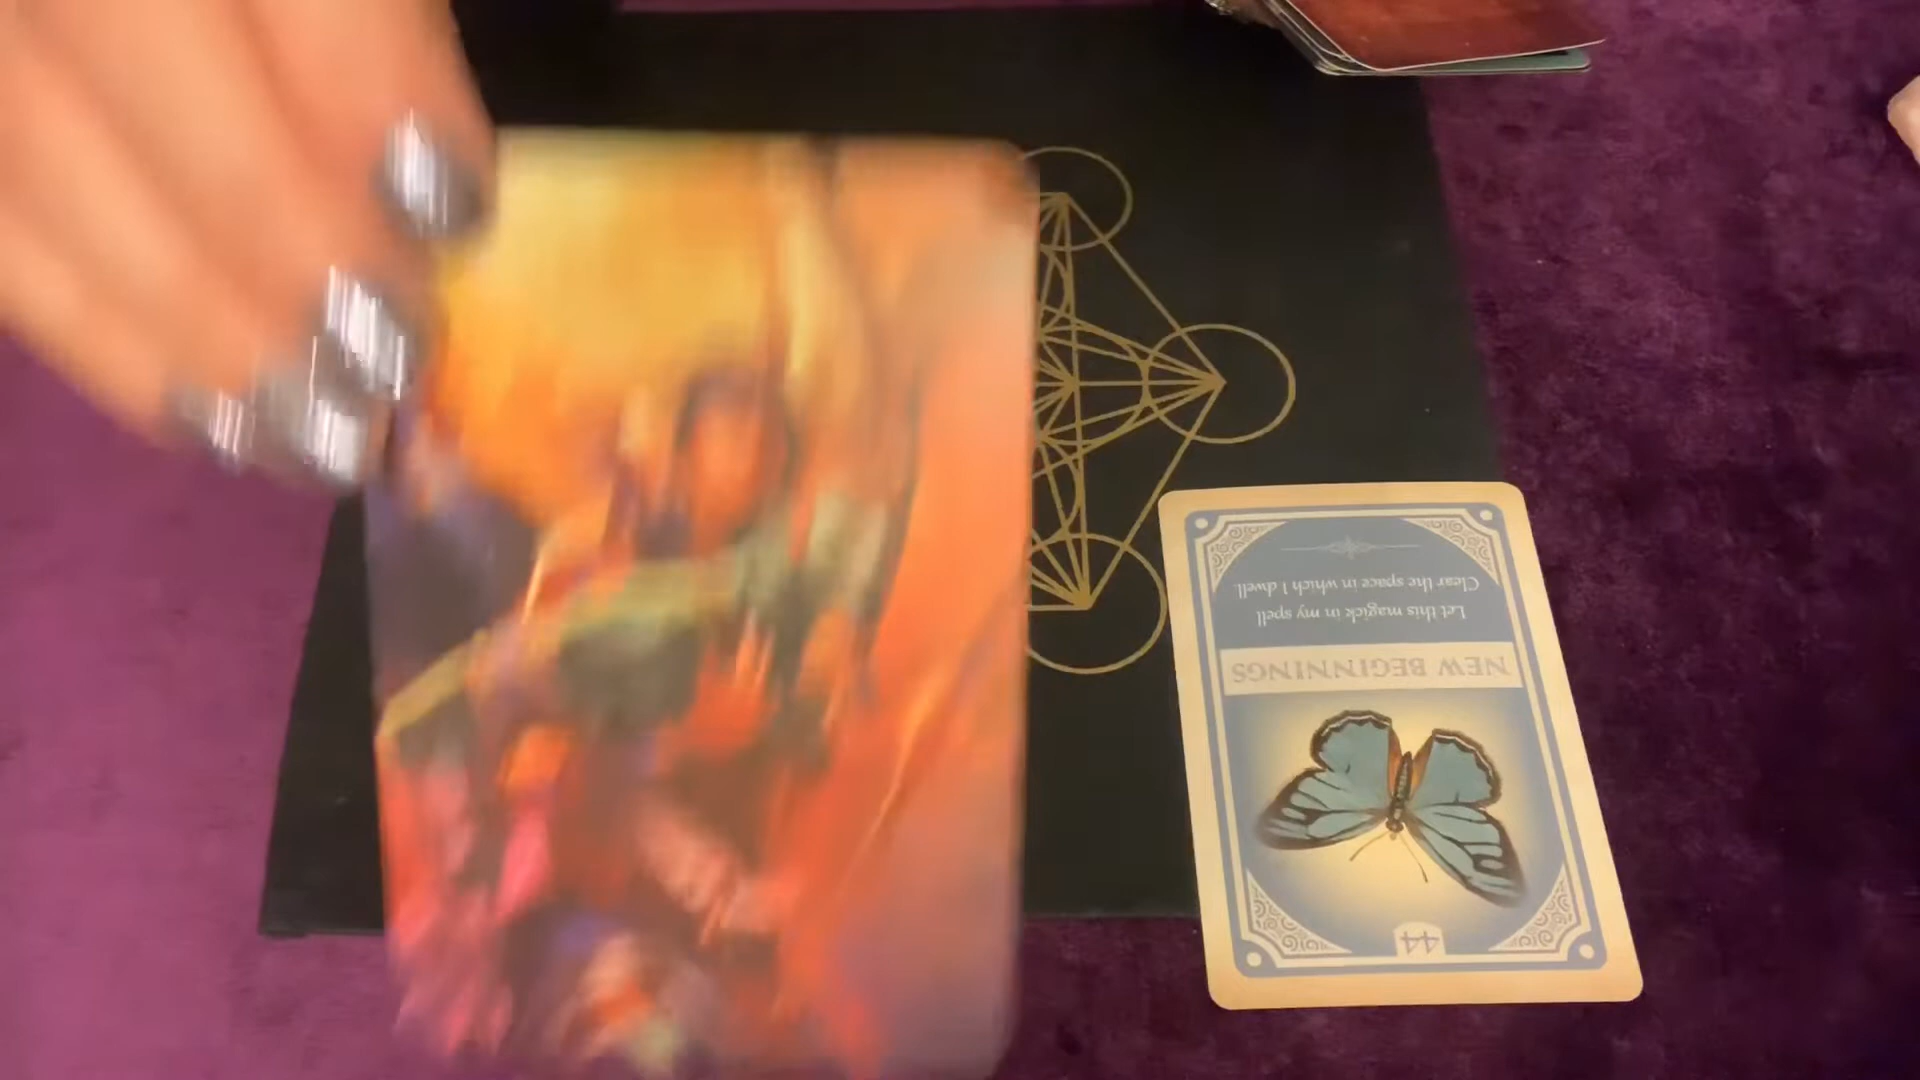 44
NEW BEGINNINGS
Let this magick in my spell
Clear the space in which I dwell.